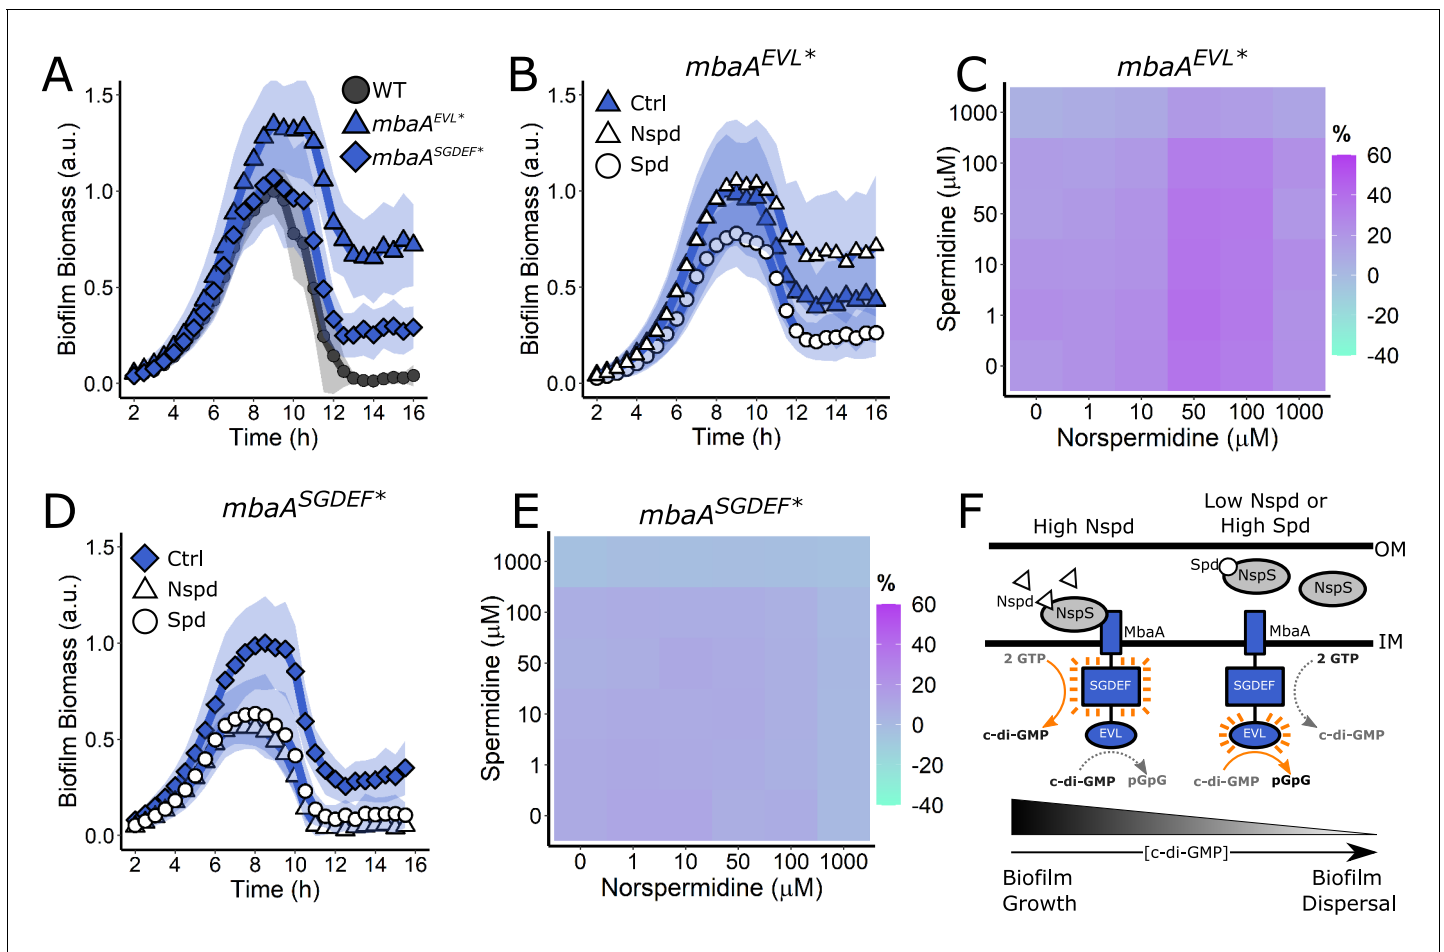 A
WT
mbaA^EVL*
mbaA^SGDEF*
Biofilm Biomass (a.u.)
1.5
1.0
0.5
0.0
2 4 6 8 10 12 14 16
Time (h)
B
mbaA^EVL*
Ctrl
Nspd
Spd
Biofilm Biomass (a.u.)
1.5
1.0
0.5
0.0
2 4 6 8 10 12 14 16
Time (h)
C
mbaA^EVL*
Spermidine (μM)
1000
100
50
10
1
0
0 1 10 50 100 1000
Norspermidine (μM)
%
60
40
20
0
-20
-40
D
mbaA^SGDEF*
Ctrl
Nspd
Spd
Biofilm Biomass (a.u.)
1.5
1.0
0.5
0.0
2 4 6 8 10 12 14 16
Time (h)
E
mbaA^SGDEF*
Spermidine (μM)
1000
100
50
10
1
0
0 1 10 50 100 1000
Norspermidine (μM)
%
60
40
20
0
-20
-40
F
High Nspd
Low Nspd or
High Spd
OM
Spd
NspS
NspS
Nspd
NspS
MbaA
MbaA
IM
2 GTP
2 GTP
SGDEF
SGDEF
c-di-GMP
EVL
EVL
c-di-GMP
c-di-GMP pGpG
c-di-GMP pGpG
[c-di-GMP]
Biofilm
Growth
Biofilm
Dispersal